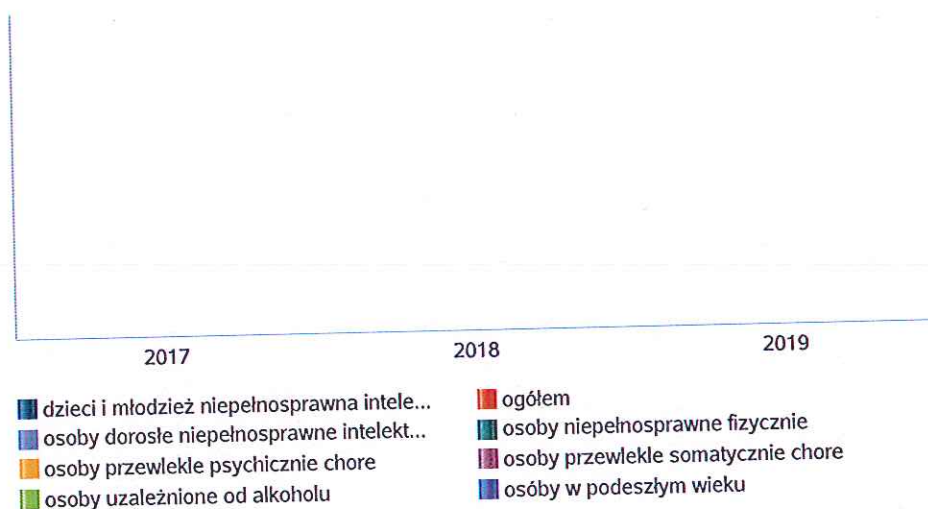 2017 2018 2019
dzieci i młodzież niepełnosprawna intele...
osoby dorosłe niepełnosprawne intelekt...
osoby przewlekle psychicznie chore
osoby uzależnione od alkoholu
ogółem
osoby niepełnosprawne fizycznie
osoby przewlekle somatycznie chore
osóby w podeszłym wieku